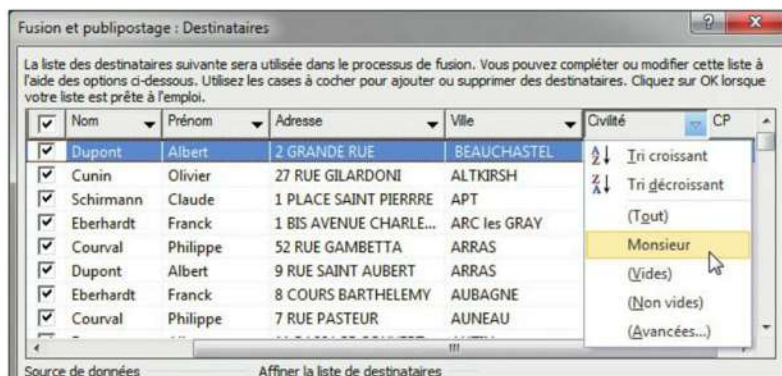 Fusion et publipostage : Destinataires
La liste des destinataires suivante sera utilisée dans le processus de fusion. Vous pouvez compléter ou modifier cette liste à
l'aide des options ci-dessous. Utilisez les cases à cocher pour ajouter ou supprimer des destinataires. Cliquez sur OK lorsque
votre liste est prête à l'emploi.
Nom Prénom Adresse Ville Civilité CP
Dupont Albert 2 GRANDE RUE BEAUCHASTEL
Cunin Olivier 27 RUE GILARDONI ALTKIRSH
Schirmann Claude 1 PLACE SAINT PIERRRE APT
Eberhardt Franck 1 BIS AVENUE CHARLE... ARC les GRAY
Courval Philippe 52 RUE GAMBETTA ARRAS
Dupont Albert 9 RUE SAINT AUBERT ARRAS
Eberhardt Franck 8 COURS BARTHELEMY AUBAGNE
Courval Philippe 7 RUE PASTEUR AUNEAU
Tri croissant
Tri décroissant
(Tout)
Monsieur
(Vides)
(Non vides)
(Avancées...)
Source de données Affiner la liste de destinataires